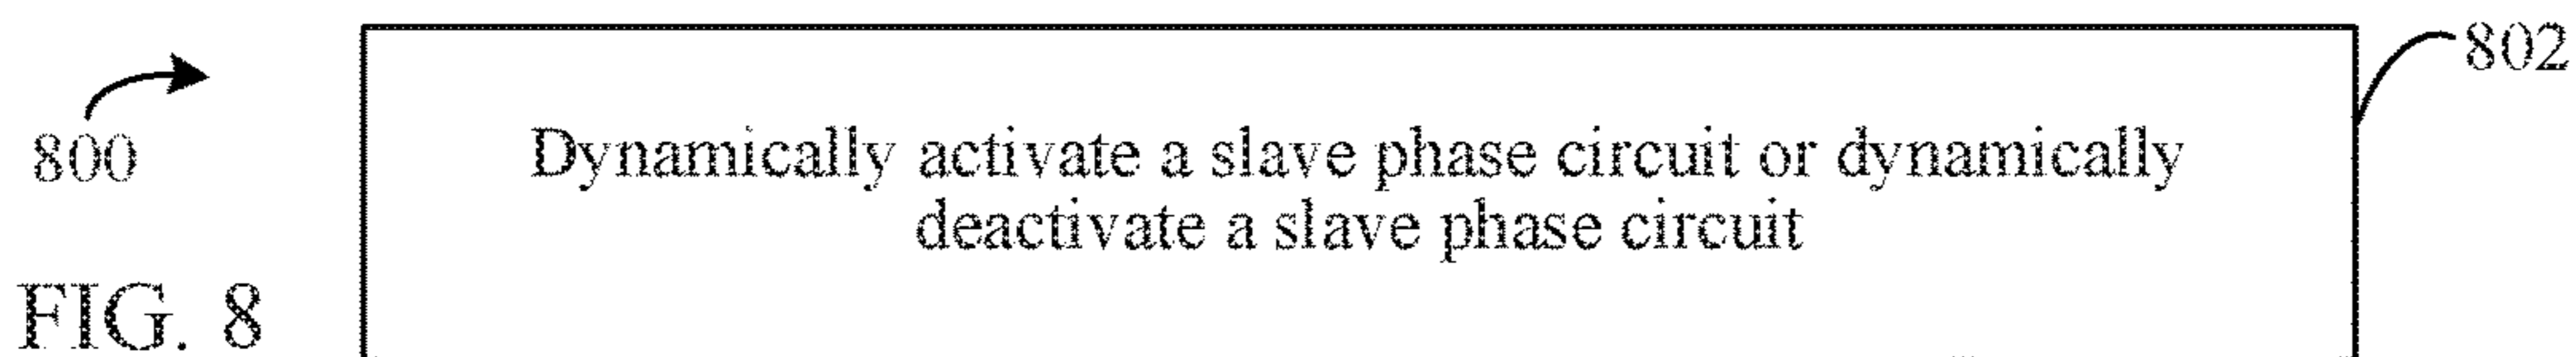 802
800
Dynamically activate a slave phase circuit or dynamically
deactivate a slave phase circuit
FIG. 8